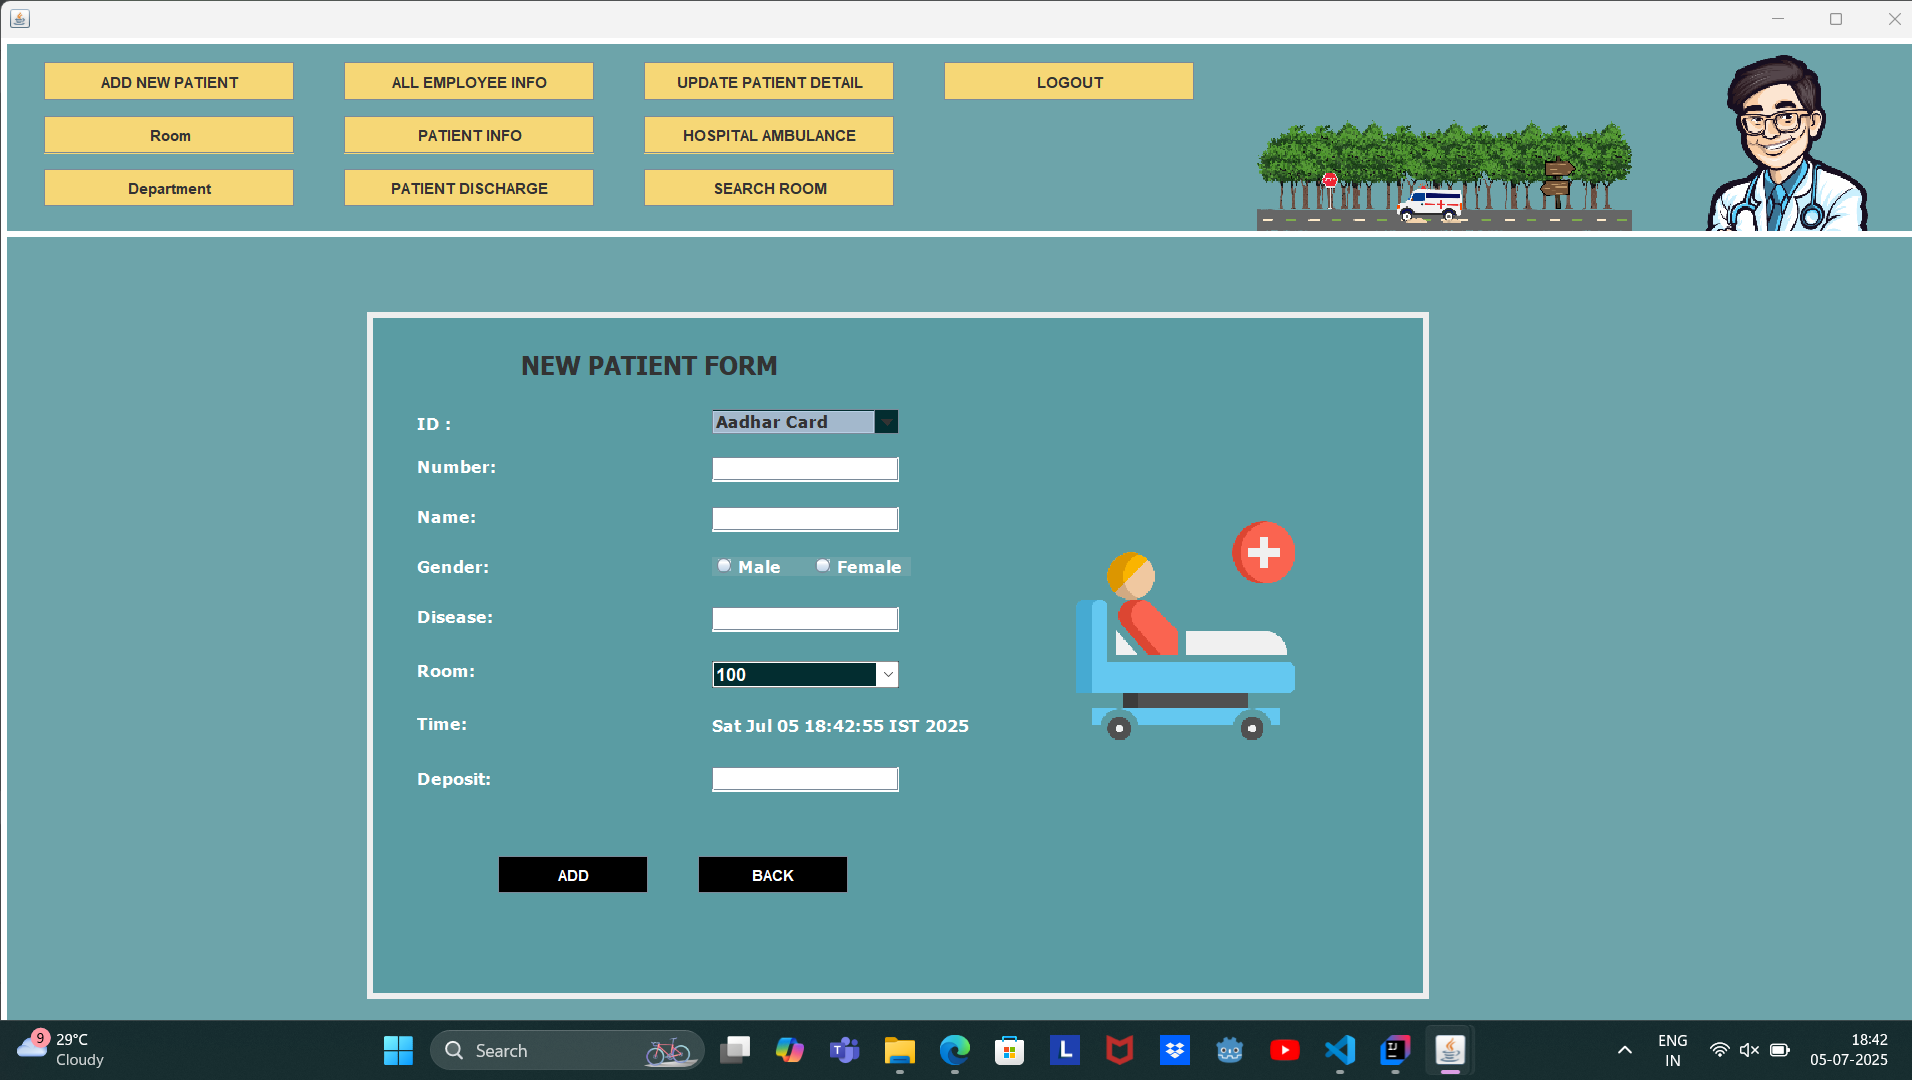 ADD NEW PATIENT
ALL EMPLOYEE INFO
UPDATE PATIENT DETAIL
LOGOUT
Room
PATIENT INFO
HOSPITAL AMBULANCE
Department
PATIENT DISCHARGE
SEARCH ROOM
NEW PATIENT FORM
ID :
Aadhar Card
Number:
Name:
Gender:
Male
Female
Disease:
Room:
100
Time:
Sat Jul 05 18:42:55 IST 2025
Deposit:
ADD
BACK
9
29°C
Cloudy
Search
T
L
IJ
ENG
IN
18:42
05-07-2025